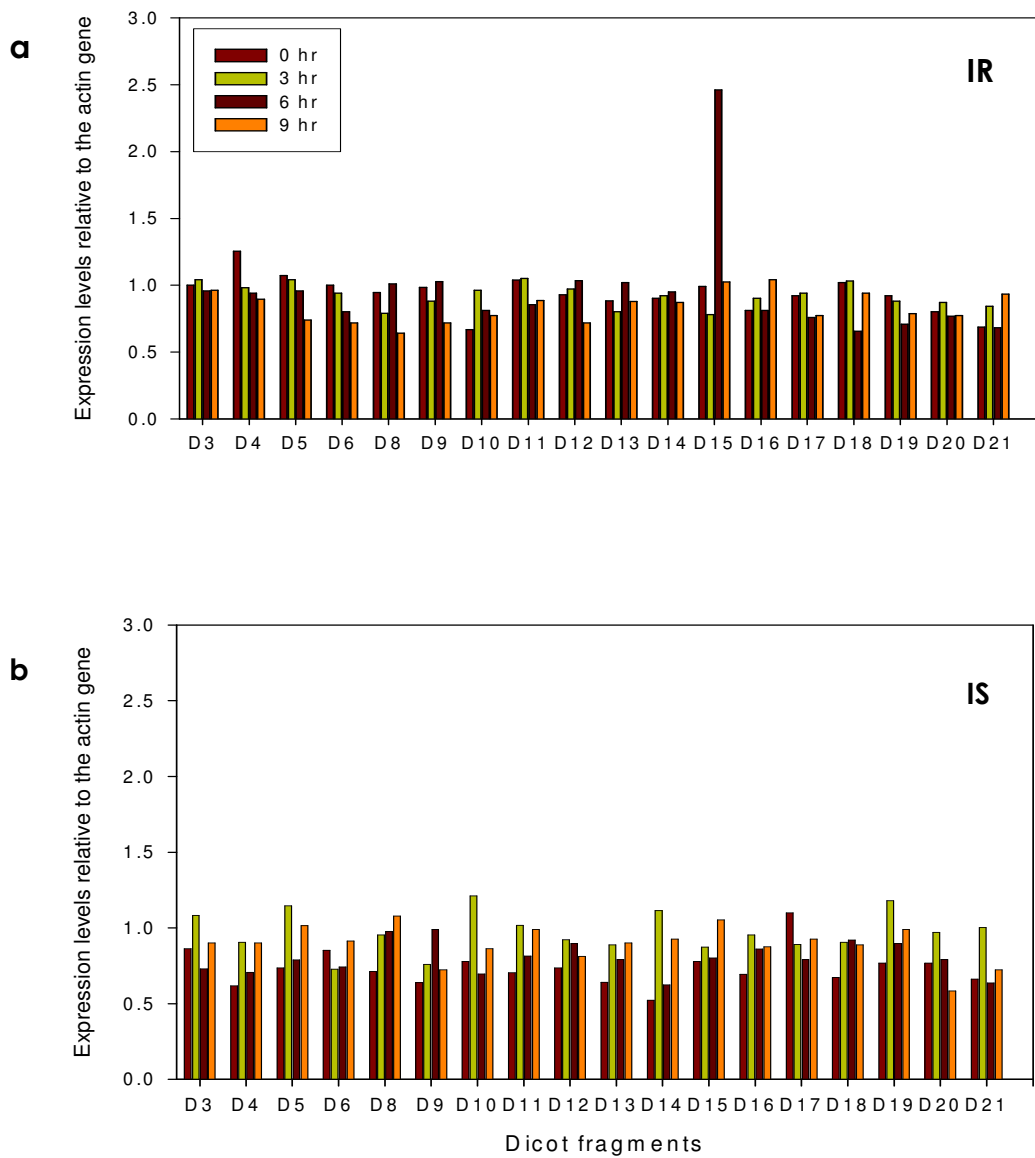 a
IR
0 hr
3 hr
6 hr
9 hr
Expression levels relative to the actin gene
3.0
2.5
2.0
1.5
1.0
0.5
0.0
D3 D4 D5 D6 D8 D9 D10 D11 D12 D13 D14 D15 D16 D17 D18 D19 D20 D21
b
IS
Expression levels relative to the actin gene
3.0
2.5
2.0
1.5
1.0
0.5
0.0
D3 D4 D5 D6 D8 D9 D10 D11 D12 D13 D14 D15 D16 D17 D18 D19 D20 D21
Dicot fragments